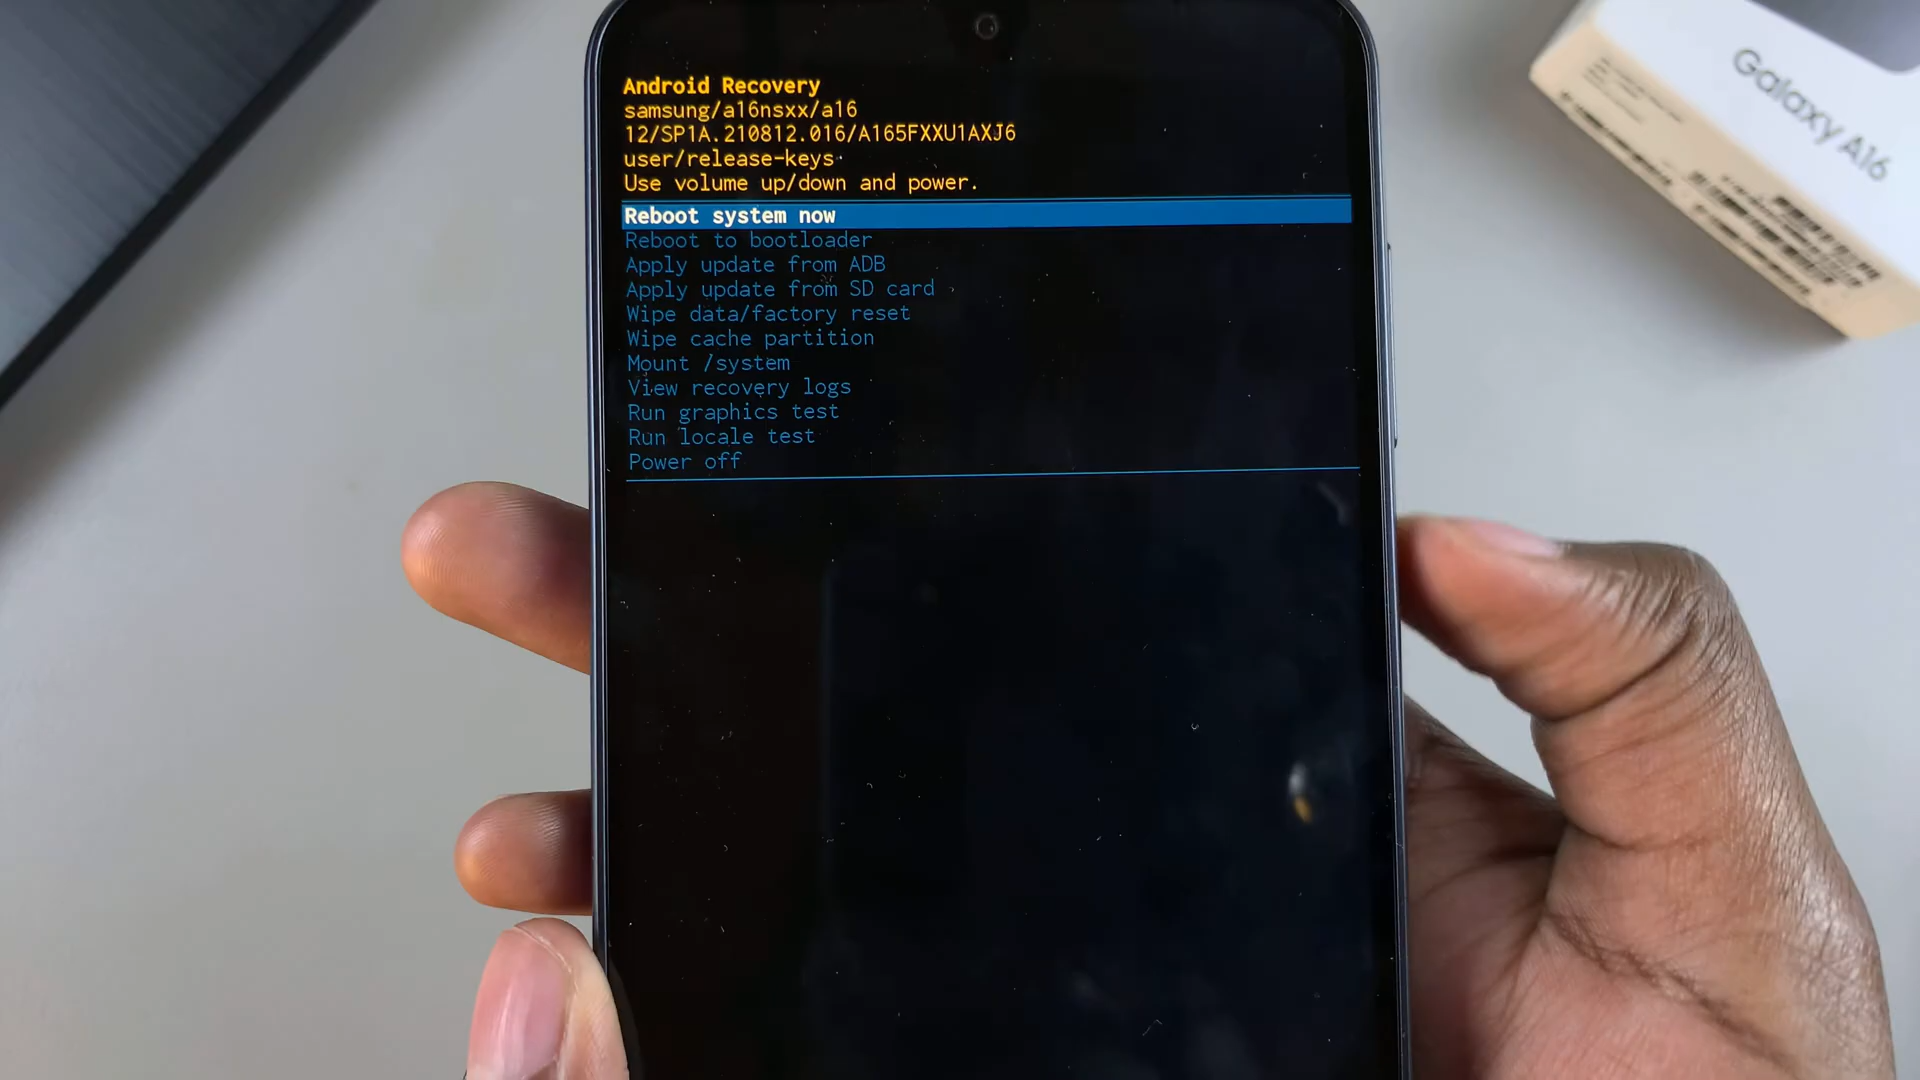 Android Recovery
samsung/a16nsxx/a16
12/SP1A.210812.016/A165FXXU1AXJ6
user/release-keys
Use volume up/down and power.
Reboot system now
Reboot to bootloader
Apply update from ADB
Apply update from SD card
Wipe data/factory reset
Wipe cache partition
Mount /system
View recovery logs
Run graphics test
Run locale test
Power off
Galaxy A16